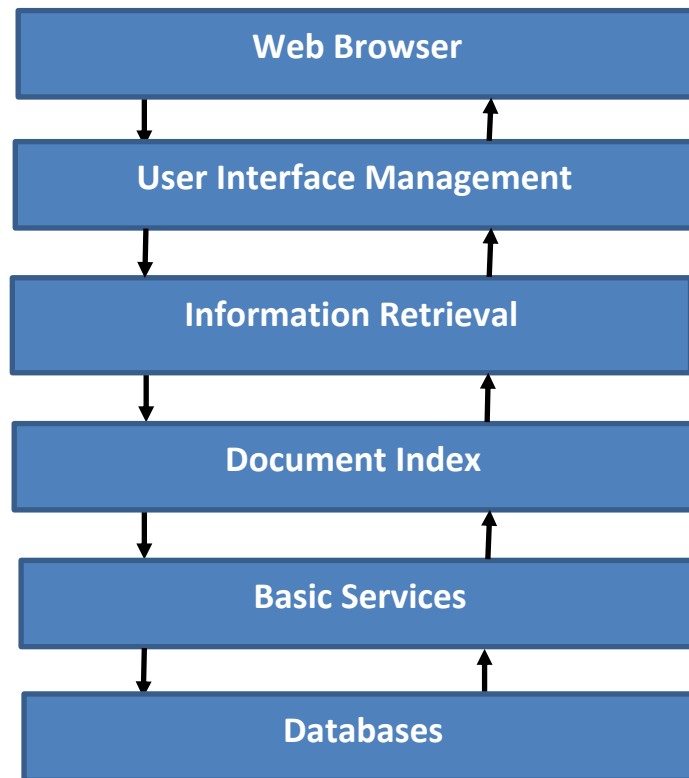 Web Browser
User Interface Management
Information Retrieval
Document Index
Basic Services
Databases